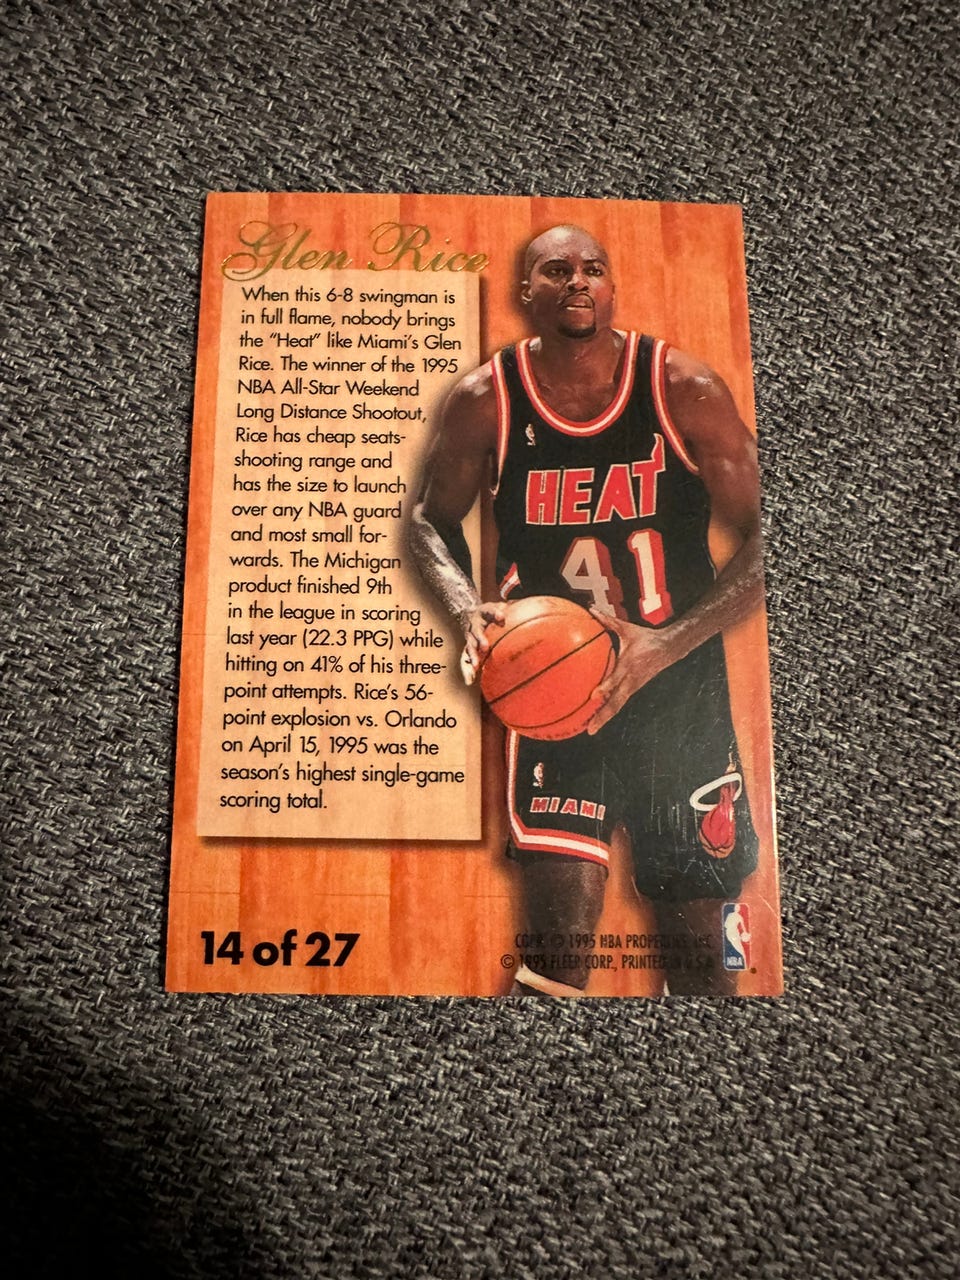 Glen Rice
When this 6-8 swingman is
in full flame, nobody brings
the “Heat” like Miami’s Glen
Rice. The winner of the 1995
NBA All-Star Weekend
Long Distance Shootout,
Rice has cheap seats-
shooting range and
has the size to launch
over any NBA guard
and most small for-
wards. The Michigan
product finished 9th
in the league in scoring
last year (22.3 PPG) while
hitting on 41% of his three-
point attempts. Rice’s 56-
point explosion vs. Orlando
on April 15, 1995 was the
season’s highest single-game
scoring total.
HEAT
41
MIAMI
14 of 27
COPR. © 1995 NBA PROPERTIES, INC.
© 1995 FLEER CORP., PRINTED IN U.S.A.
NBA